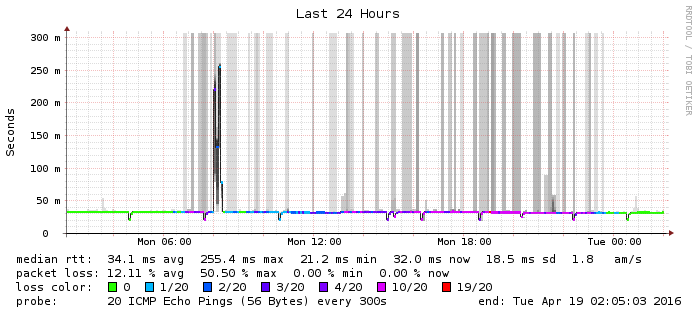 Last 24 Hours
RRDTOOL / TOBI OETIKER
Seconds
300 m
250 m
200 m
150 m
100 m
50 m
0
Mon 06:00 Mon 12:00 Mon 18:00 Tue 00:00
median rtt: 34.1 ms avg 255.4 ms max 21.2 ms min 32.0 ms now 18.5 ms sd 1.8 am/s
packet loss: 12.11 % avg 50.50 % max 0.00 % min 0.00 % now
loss color: 0 1/20 2/20 3/20 4/20 10/20 19/20
probe: 20 ICMP Echo Pings (56 Bytes) every 300s end: Tue Apr 19 02:05:03 2016